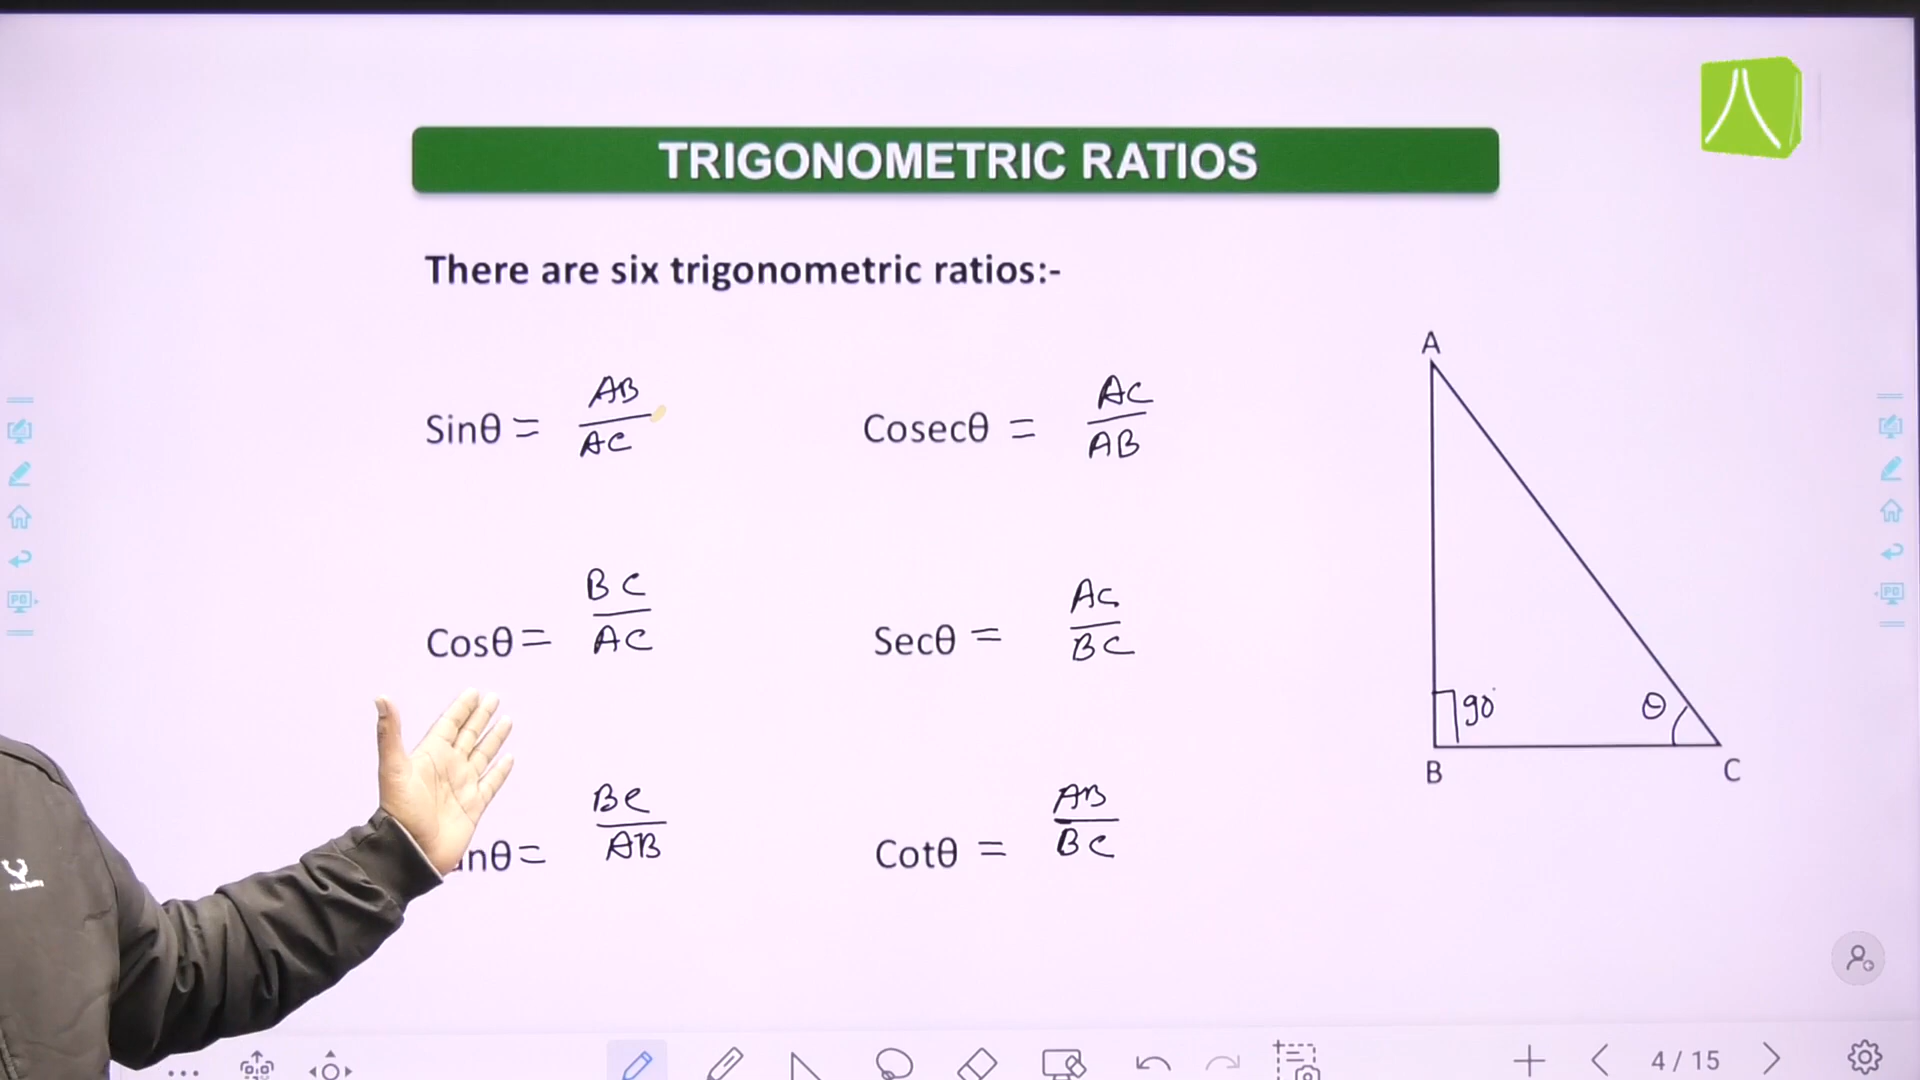 TRIGONOMETRIC RATIOS
There are six trigonometric ratios:-
Sinθ = AB/AC
Cosecθ = AC/AB
Cosθ = BC/AC
Secθ = AC/BC
nθ = BC/AB
Cotθ = AB/BC
A
90°
θ
B
C
4 / 15